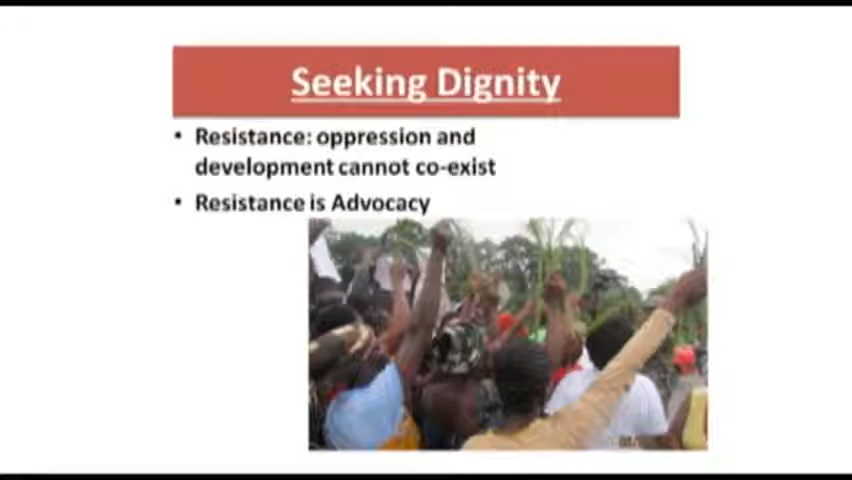 Seeking Dignity
• Resistance: oppression and
development cannot co-exist
• Resistance is Advocacy